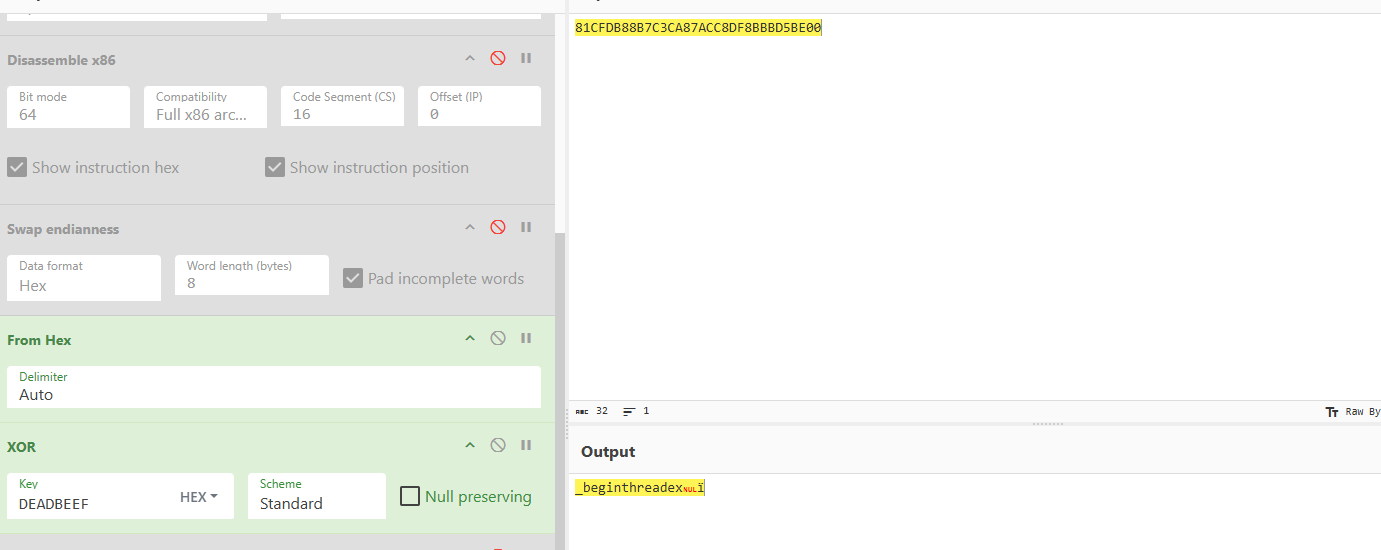 81CFDB88B7C3CA87ACC8DF8BBBD5BE00
Disassemble x86
Bit mode
64
Compatibility
Full x86 arc...
Code Segment (CS)
16
Offset (IP)
0
Show instruction hex
Show instruction position
Swap endianness
Data format
Hex
Word length (bytes)
8
Pad incomplete words
From Hex
Delimiter
Auto
XOR
Key
DEADBEEF
HEX
Scheme
Standard
Null preserving
ABC 32 1
Tт Raw By
Output
_beginthreadexNULï